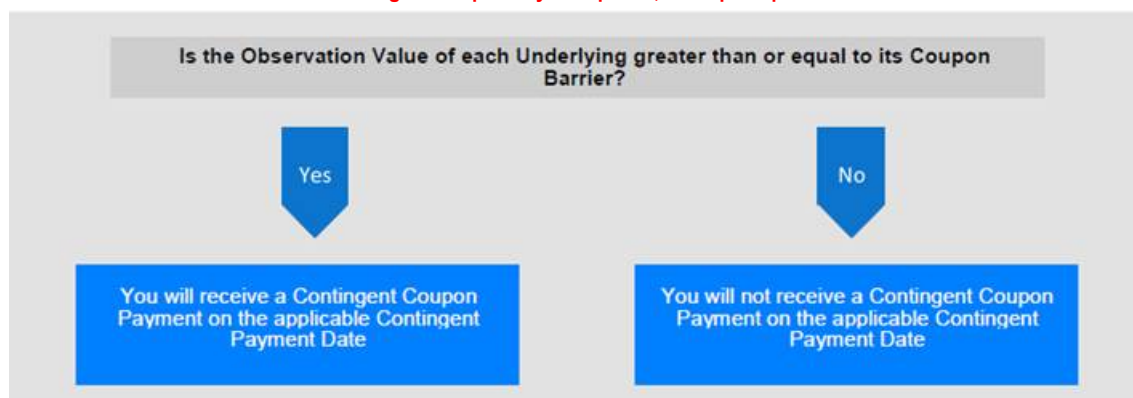 Is the Observation Value of each Underlying greater than or equal to its Coupon
Barrier?
Yes
No
You will receive a Contingent Coupon
Payment on the applicable Contingent
Payment Date
You will not receive a Contingent Coupon
Payment on the applicable Contingent
Payment Date